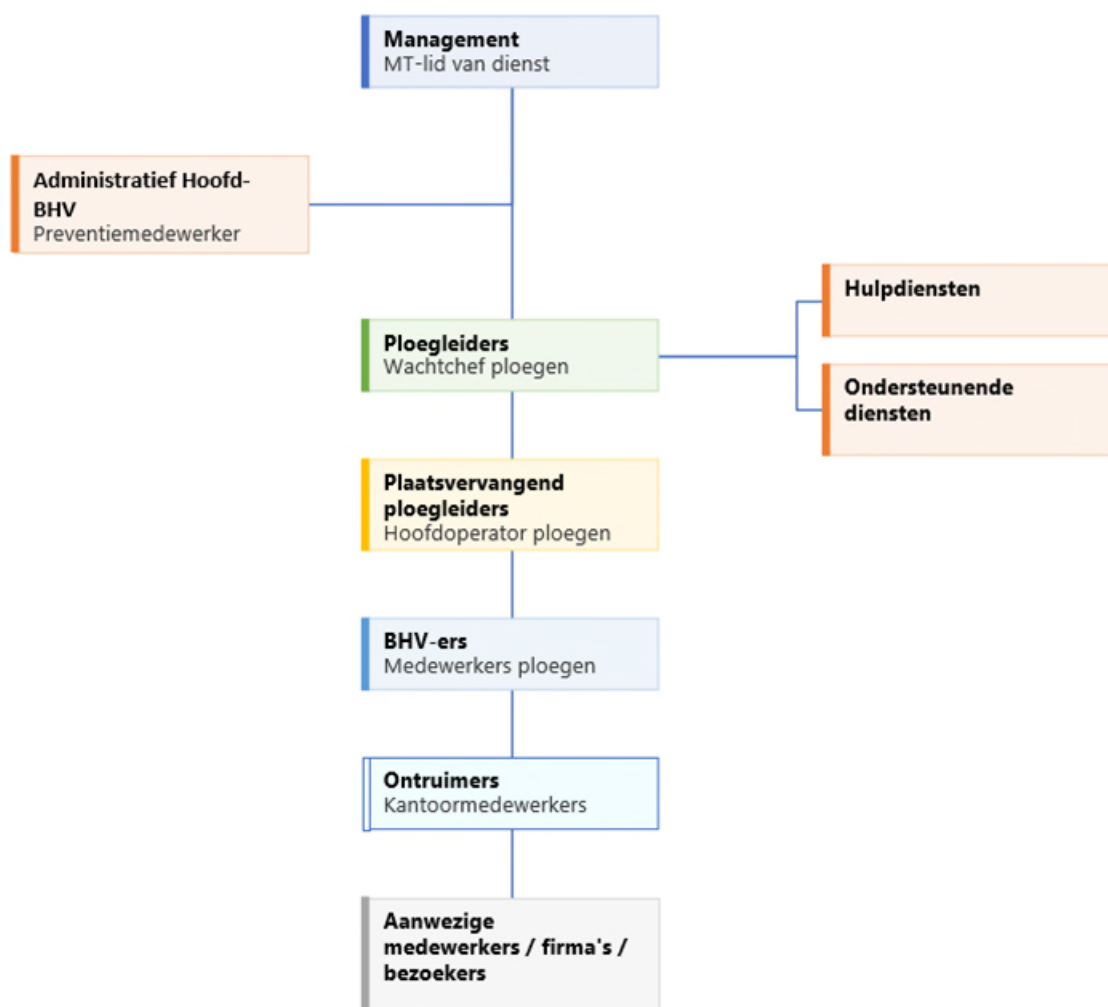 Management
MT-lid van dienst
Administratief Hoofd-
BHV
Preventiemedewerker
Hulpdiensten
Ploegleiders
Wachtchef ploegen
Ondersteunende
diensten
Plaatsvervangend
ploegleiders
Hoofdoperator ploegen
BHV-ers
Medewerkers ploegen
Ontruimers
Kantoormedewerkers
Aanwezige
medewerkers / firma's /
bezoekers